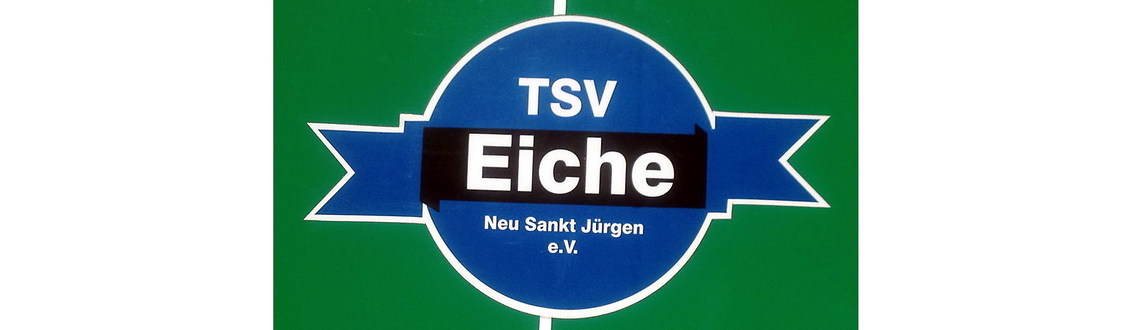 TSV
Eiche
Neu Sankt Jürgen
e.V.